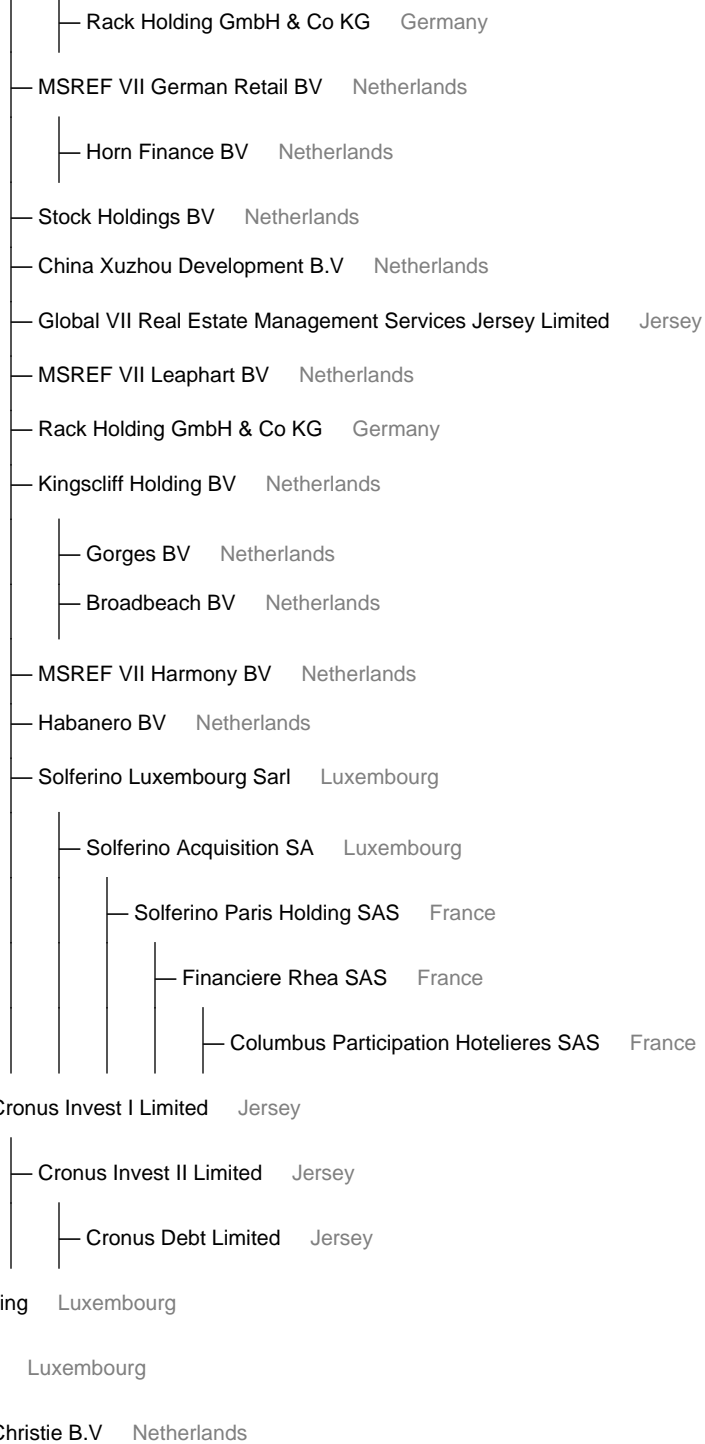 Rack Holding GmbH & Co KG Germany
MSREF VII German Retail BV Netherlands
Horn Finance BV Netherlands
Stock Holdings BV Netherlands
China Xuzhou Development B.V Netherlands
Global VII Real Estate Management Services Jersey Limited Jersey
MSREF VII Leaphart BV Netherlands
Rack Holding GmbH & Co KG Germany
Kingscliff Holding BV Netherlands
Gorges BV Netherlands
Broadbeach BV Netherlands
MSREF VII Harmony BV Netherlands
Habanero BV Netherlands
Solferino Luxembourg Sarl Luxembourg
Solferino Acquisition SA Luxembourg
Solferino Paris Holding SAS France
Financiere Rhea SAS France
Columbus Participation Hotelieres SAS France
Cronus Invest I Limited Jersey
Cronus Invest II Limited Jersey
Cronus Debt Limited Jersey
ing Luxembourg
Luxembourg
Christie B.V Netherlands